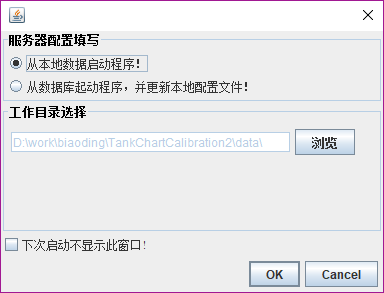 服务器配置填写
从本地数据启动程序！
从数据库起动程序，并更新本地配置文件！
工作目录选择
D:\work\biaoding\TankChartCalibration2\data\
浏览
下次启动不显示此窗口!
OK
Cancel